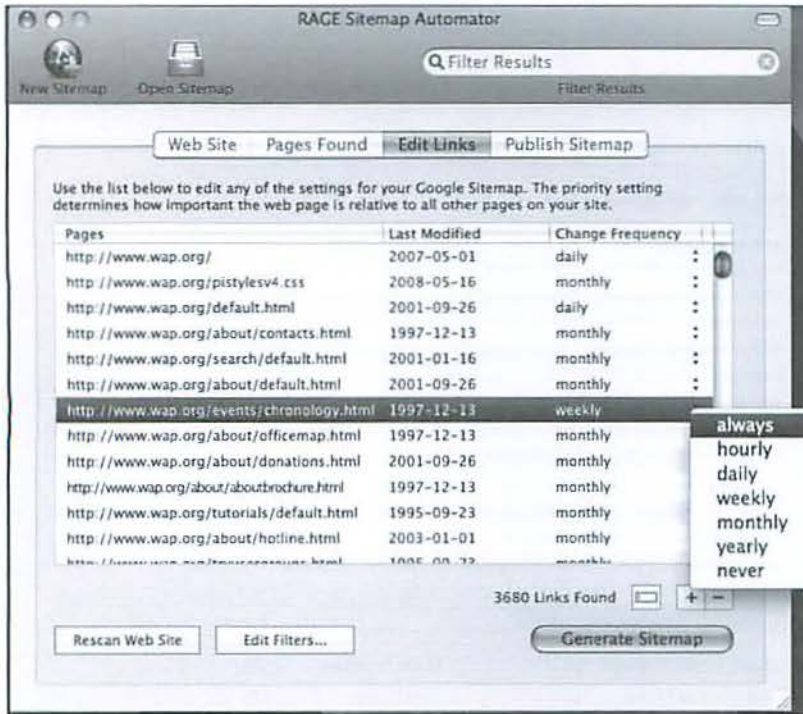 RAGE Sitemap Automator
Filter Results
New Sitemap Open Sitemap Filter Results
Web Site Pages Found Edit Links Publish Sitemap
Use the list below to edit any of the settings for your Google Sitemap. The priority setting
determines how important the web page is relative to all other pages on your site.
Pages Last Modified Change Frequency
http://www.wap.org/ 2007-05-01 daily
http://www.wap.org/pistylesv4.css 2008-05-16 monthly
http://www.wap.org/default.html 2001-09-26 daily
http://www.wap.org/about/contacts.html 1997-12-13 monthly
http://www.wap.org/search/default.html 2001-01-16 monthly
http://www.wap.org/about/default.html 2001-09-26 monthly
http://www.wap.org/events/chronology.html 1997-12-13 weekly
http://www.wap.org/about/officemap.html 1997-12-13 monthly
http://www.wap.org/about/donations.html 2001-09-26 monthly
http://www.wap.org/about/aboutbrochure.html 1997-12-13 monthly
http://www.wap.org/tutorials/default.html 1995-09-23 monthly
http://www.wap.org/about/hotline.html 2003-01-01 monthly
monthly
always
hourly
daily
weekly
monthly
yearly
never
3680 Links Found + -
Rescan Web Site Edit Filters... Generate Sitemap